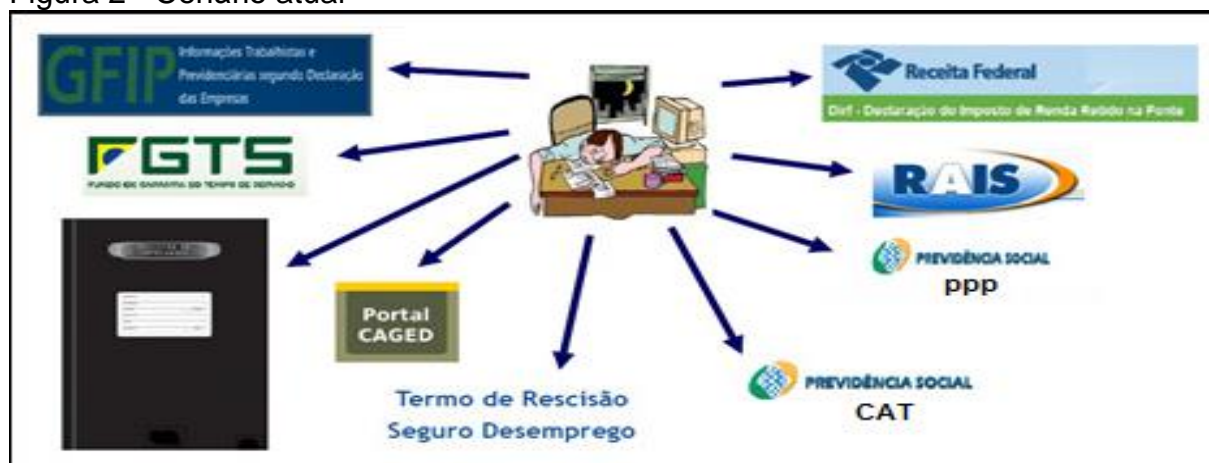 Figura 2 - Cenário atual
GFIP
Informações Trabalhistas e
Previdenciárias segundo Declaração
das Empresas
Receita Federal
Dirf - Declaração do Imposto de Renda Retido na Fonte
FGTS
FUNDO DE GARANTIA DO TEMPO DE SERVIÇO
RAIS
PREVIDÊNCIA SOCIAL
PPP
Portal
CAGED
Termo de Rescisão
Seguro Desemprego
PREVIDÊNCIA SOCIAL
CAT